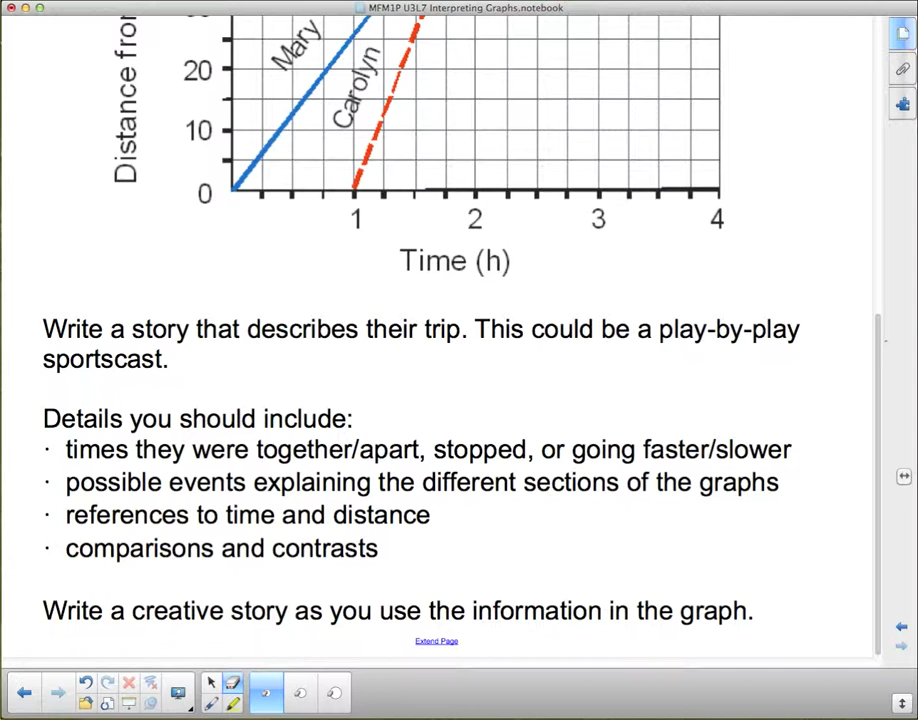 MFM1P U3L7 Interpreting Graphs.notebook
Distance from
20
10
0
Mary
Carolyn
1 2 3 4
Time (h)
Write a story that describes their trip. This could be a play-by-play
sportscast.
Details you should include:
· times they were together/apart, stopped, or going faster/slower
· possible events explaining the different sections of the graphs
· references to time and distance
· comparisons and contrasts
Write a creative story as you use the information in the graph.
Extend Page